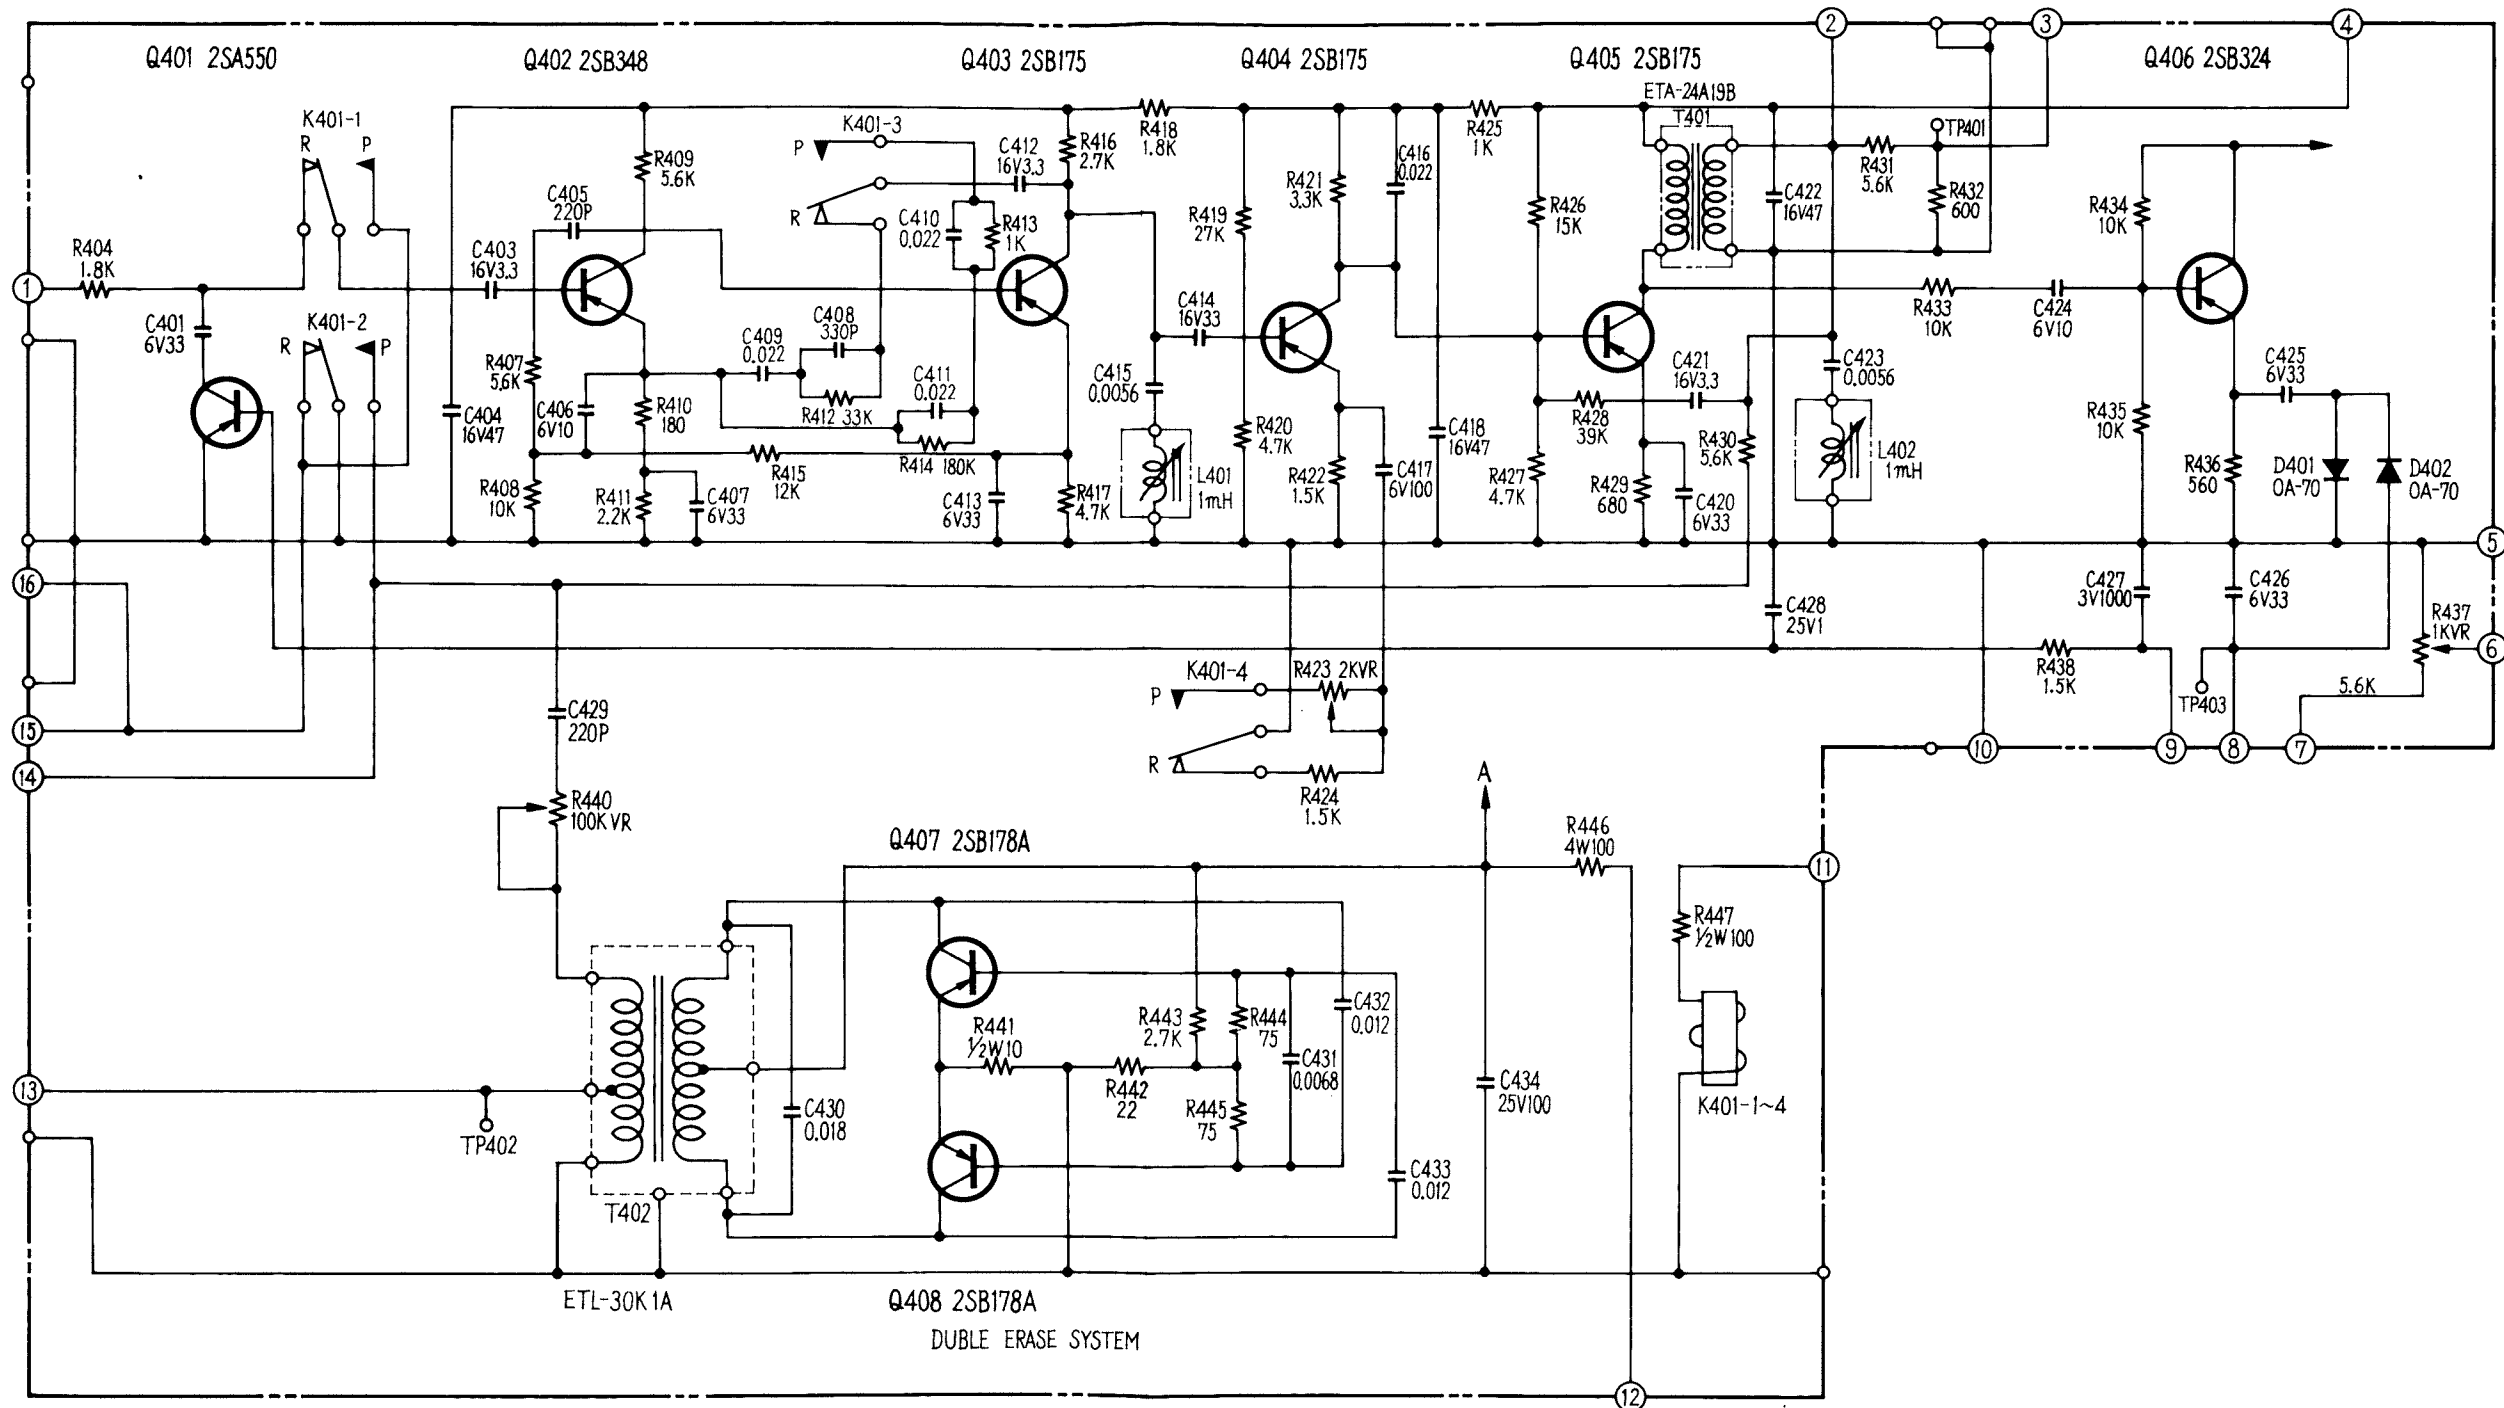 Q401 2SA550
Q402 2SB348
Q403 2SB175
Q404 2SB175
Q405 2SB175
Q406 2SB324
2
3
4
ETA-24A19B
T401
K401-1
R
P
K401-2
R
P
K401-3
P
R
R404
1.8K
1
C401
6V33
C403
16V3.3
C404
16V47
C405
220P
R407
5.6K
R408
10K
C406
6V10
R409
5.6K
R410
180
R411
2.2K
C407
6V33
C409
0.022
C408
330P
R412 33K
C410
0.022
R413
1K
C411
0.022
R414 180K
R415
12K
C412
16V3.3
R416
2.7K
C413
6V33
R417
4.7K
R418
1.8K
C414
16V33
C415
0.0056
L401
1mH
R419
27K
R420
4.7K
R421
3.3K
R422
1.5K
C416
0.022
C417
6V100
C418
16V47
R425
1K
R426
15K
R427
4.7K
R428
39K
R429
680
C420
6V33
C421
16V3.3
R430
5.6K
C422
16V47
R431
5.6K
TP401
R432
600
C423
0.0056
L402
1mH
R433
10K
C424
6V10
R434
10K
R435
10K
C425
6V33
R436
560
D401
OA-70
D402
OA-70
5
16
C427
3V1000
C426
6V33
R437
1KVR
6
C428
25V1
R438
1.5K
TP403
5.6K
10
9
8
7
15
14
C429
220P
R440
100K VR
K401-4
P
R
R423 2KVR
R424
1.5K
A
Q407 2SB178A
R446
4W100
11
R447
1/2W100
K401-1~4
R441
1/2W10
R442
22
R443
2.7K
R444
75
R445
75
C431
0.0068
C432
0.012
C433
0.012
C434
25V100
C430
0.018
13
TP402
T402
ETL-30K1A
Q408 2SB178A
DUBLE ERASE SYSTEM
12